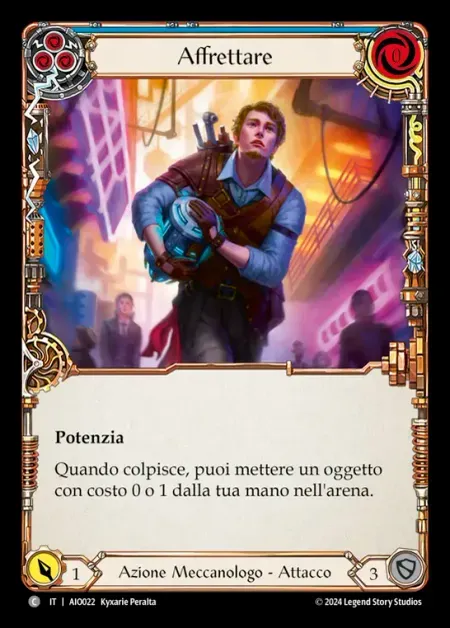 Affrettare
0
Potenzia
Quando colpisce, puoi mettere un oggetto
con costo 0 o 1 dalla tua mano nell'arena.
1
Azione Meccanologo - Attacco
3
C IT | AIO022 Kyxarie Peralta
© 2024 Legend Story Studios